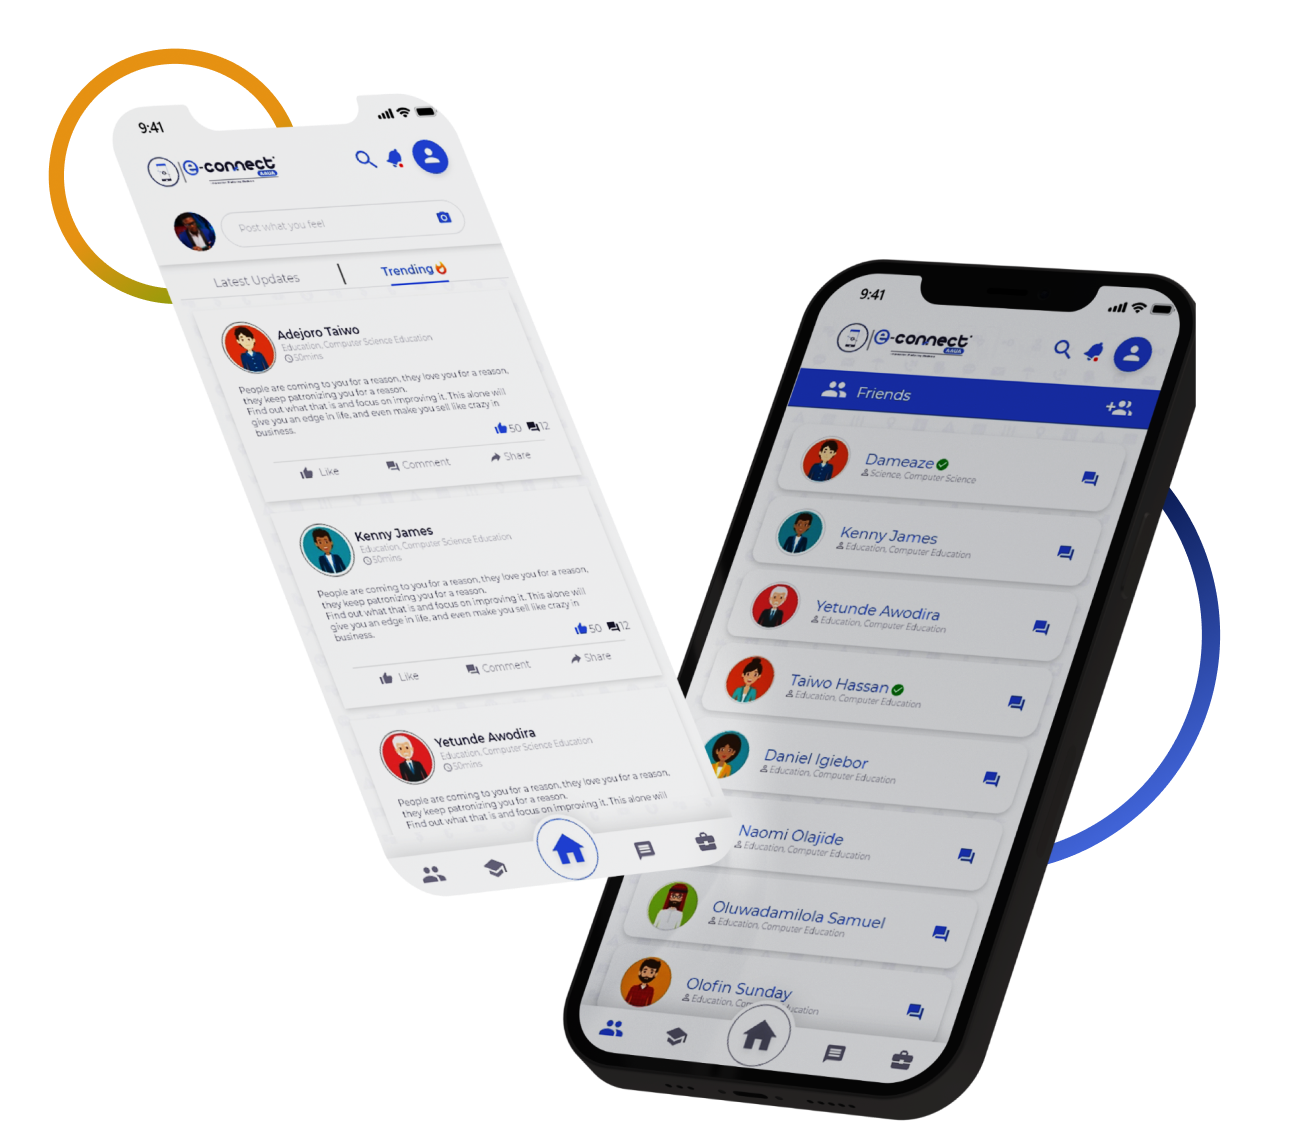 9:41
e-connect
AAUA
Post what you feel
Latest Updates
Trending
Adejoro Taiwo
Education, Computer Science Education
50mins
People are coming to you for a reason, they love you for a reason,
they keep patronizing you for a reason.
Find out what that is and focus on improving it. This alone will
give you an edge in life, and even make you sell like crazy in
business.
50 12
Like Comment Share
Kenny James
Education, Computer Science Education
50mins
People are coming to you for a reason, they love you for a reason,
they keep patronizing you for a reason.
Find out what that is and focus on improving it. This alone will
give you an edge in life, and even make you sell like crazy in
business.
50 12
Like Comment Share
Yetunde Awodira
Education, Computer Science Education
50mins
People are coming to you for a reason, they love you for a reason,
they keep patronizing you for a reason.
Find out what that is and focus on improving it. This alone will
9:41
e-connect
AAUA
Friends
Dameaze
Science, Computer Science
Kenny James
Education, Computer Education
Yetunde Awodira
Education, Computer Education
Taiwo Hassan
Education, Computer Education
Daniel Igiebor
Education, Computer Education
Naomi Olajide
Education, Computer Education
Oluwadamilola Samuel
Education, Computer Education
Olofin Sunday
Education,